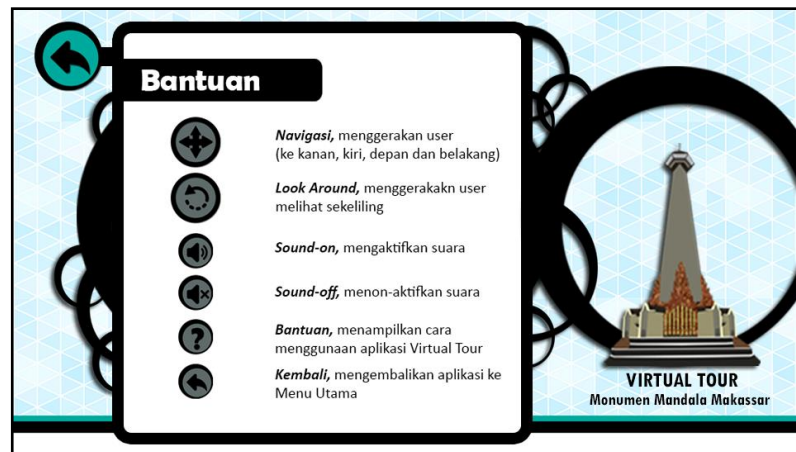 Bantuan
Navigasi, menggerakan user
(ke kanan, kiri, depan dan belakang)
Look Around, menggerakakn user
melihat sekeliling
Sound-on, mengaktifkan suara
Sound-off, menon-aktifkan suara
Bantuan, menampilkan cara
menggunaan aplikasi Virtual Tour
Kembali, mengembalikan aplikasi ke
Menu Utama
VIRTUAL TOUR
Monumen Mandala Makassar